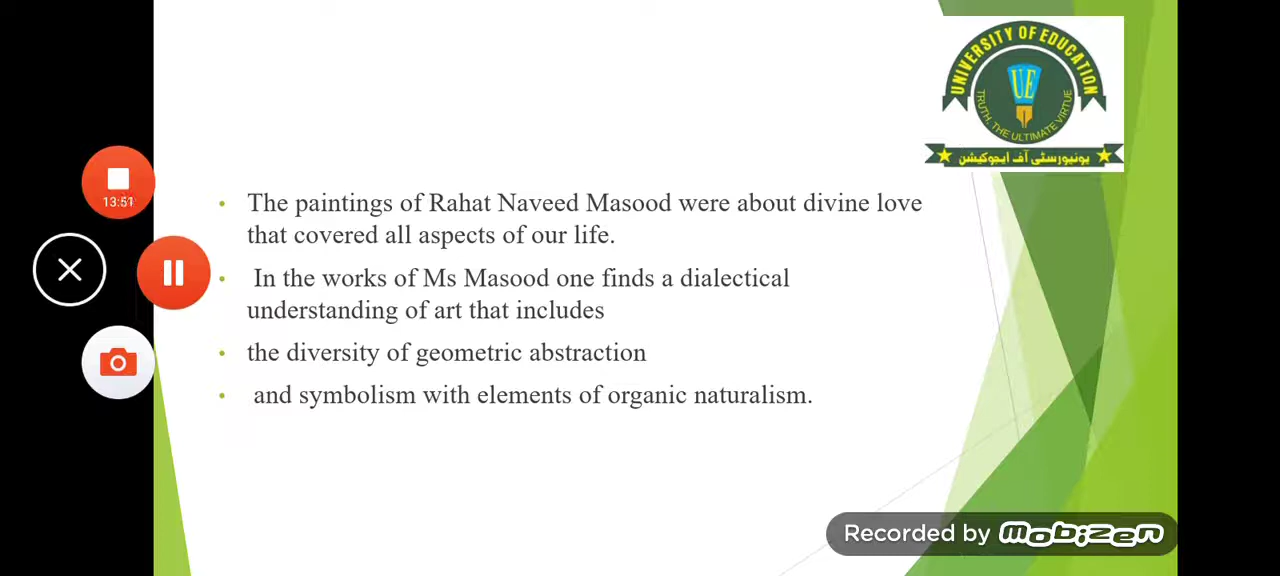 UNIVERSITY OF EDUCATION
UE
TRUTH, THE ULTIMATE VIRTUE
یونیورسٹی آف ایجوکیشن
13:51
• The paintings of Rahat Naveed Masood were about divine love
that covered all aspects of our life.
• In the works of Ms Masood one finds a dialectical
understanding of art that includes
• the diversity of geometric abstraction
• and symbolism with elements of organic naturalism.
Recorded by mobizen